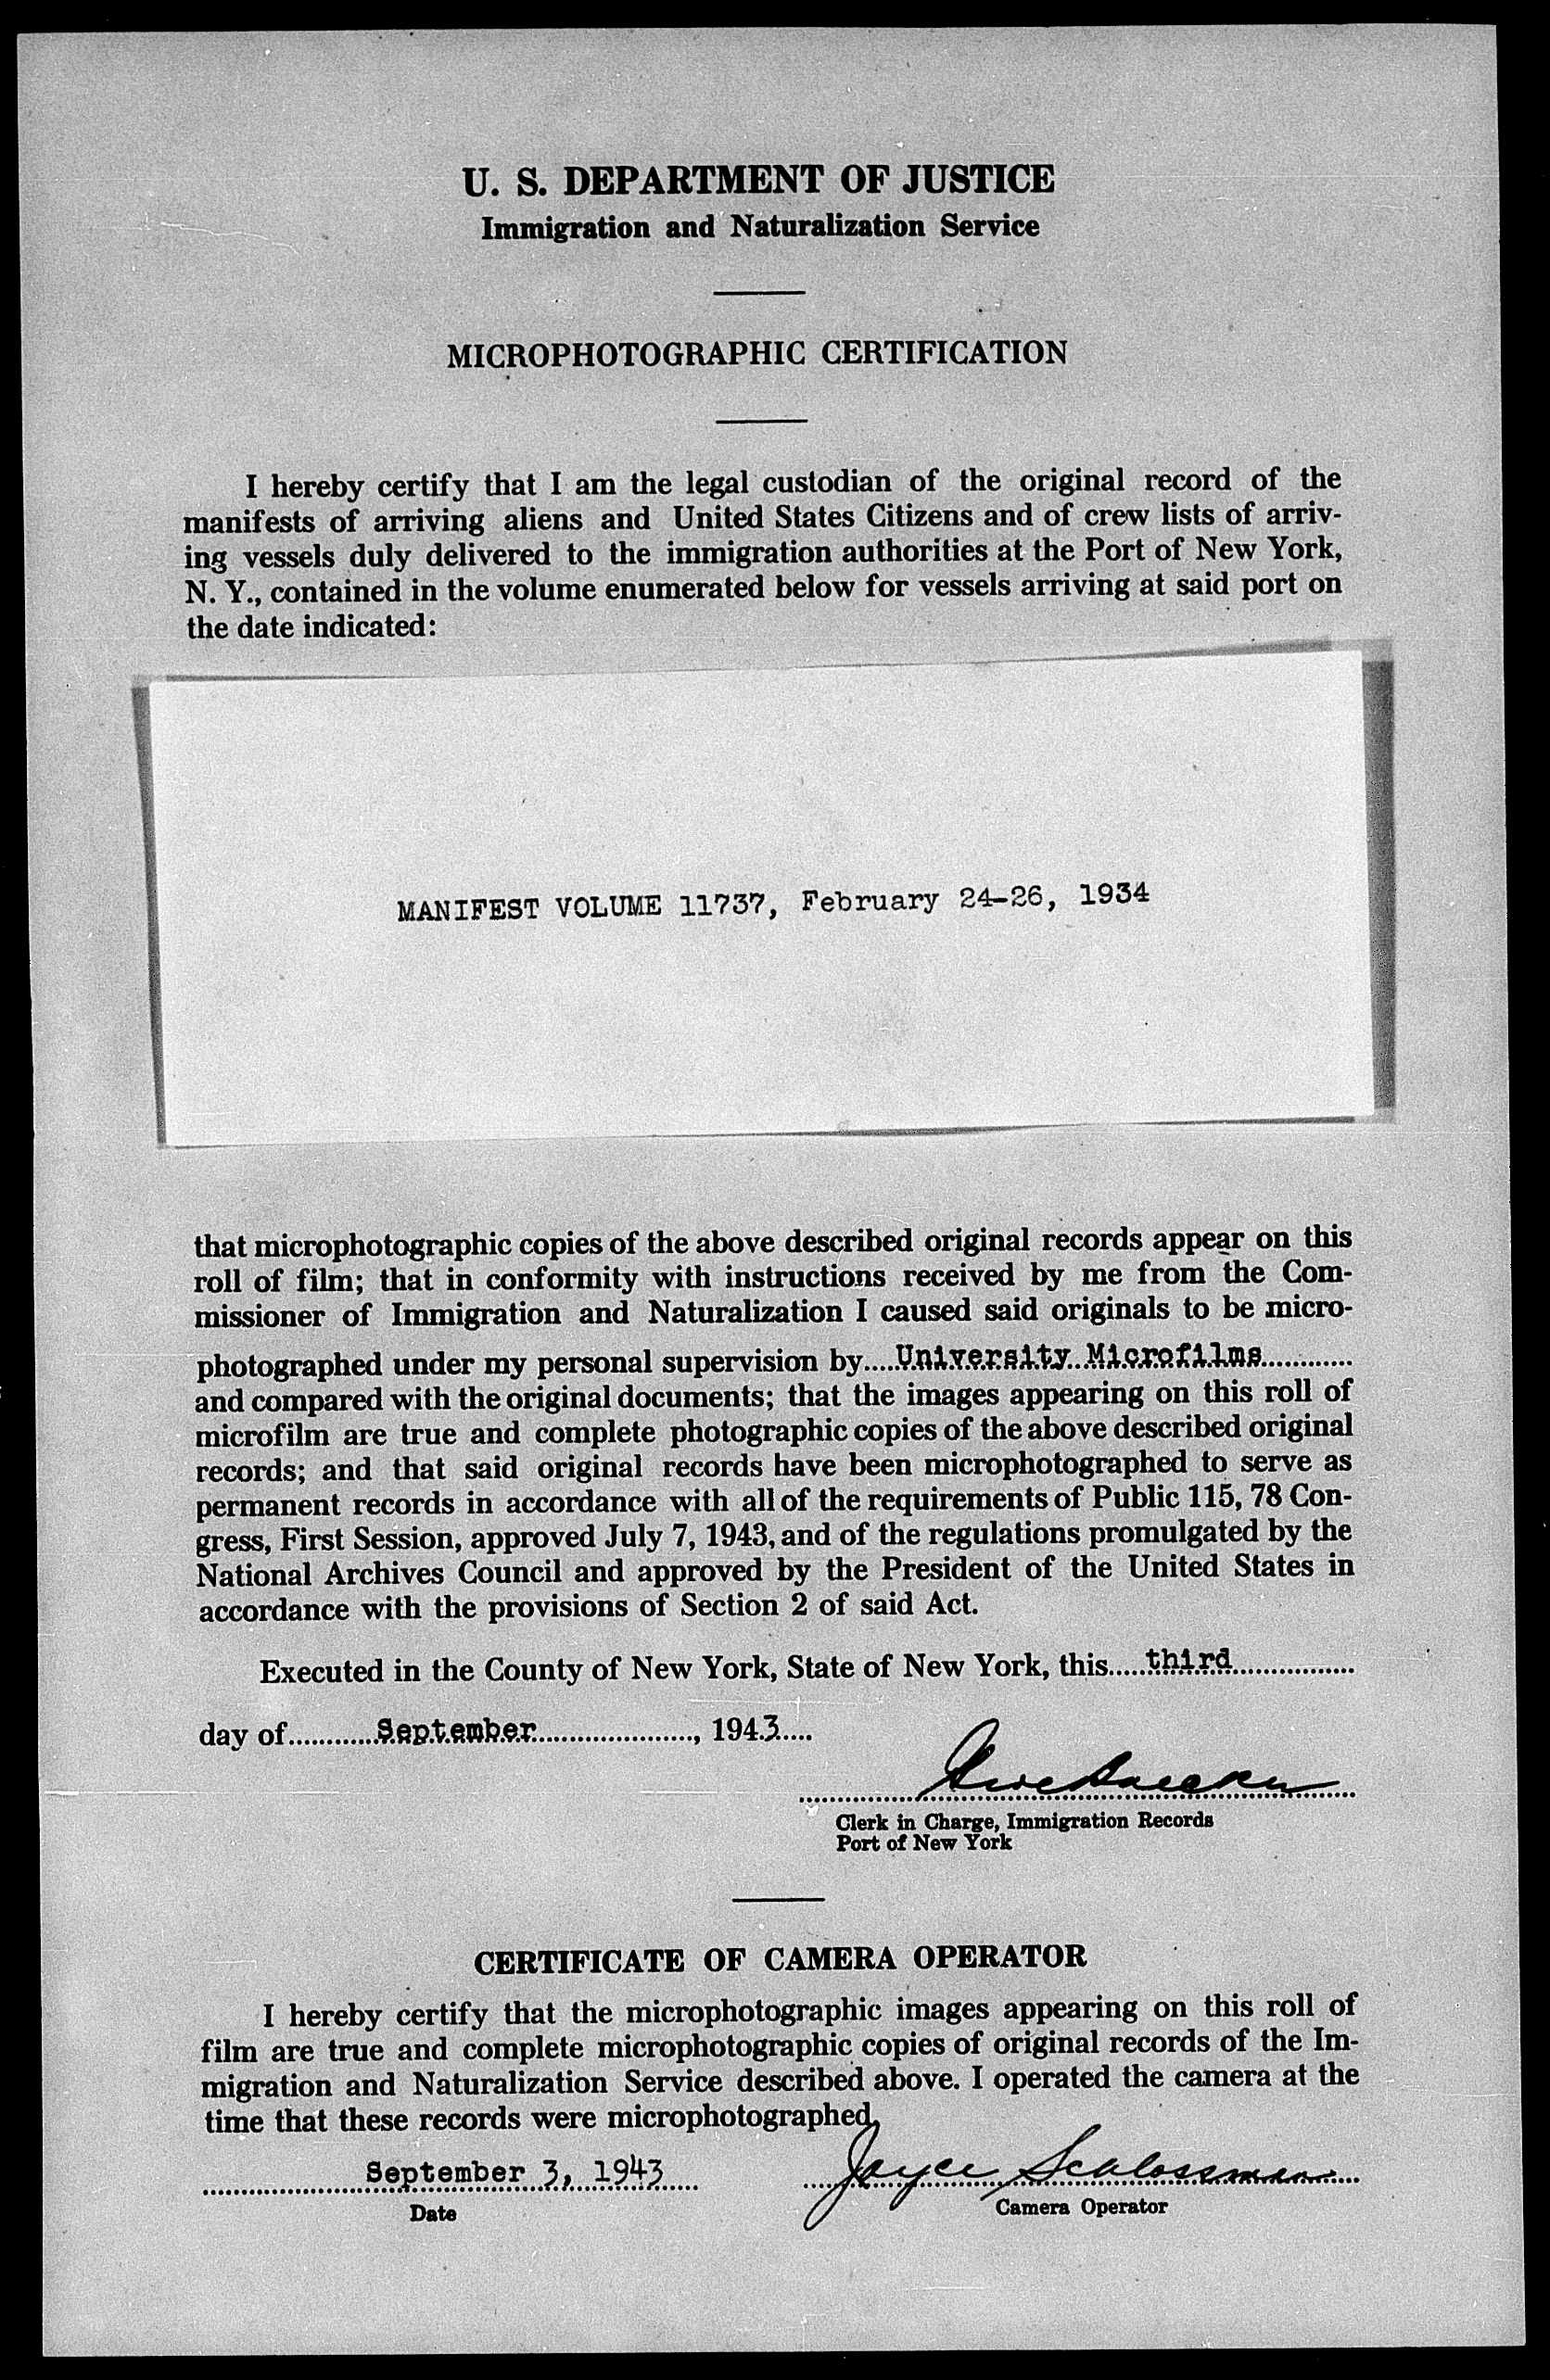 U. S. DEPARTMENT OF JUSTICE
Immigration and Naturalization Service
MICROPHOTOGRAPHIC CERTIFICATION
I hereby certify that I am the legal custodian of the original record of the
manifests of arriving aliens and United States Citizens and of crew lists of arriv-
ing vessels duly delivered to the immigration authorities at the Port of New York,
N. Y., contained in the volume enumerated below for vessels arriving at said port on
the date indicated:
MANIFEST VOLUME 11737, February 24-26, 1934
that microphotographic copies of the above described original records appear on this
roll of film; that in conformity with instructions received by me from the Com-
missioner of Immigration and Naturalization I caused said originals to be micro-
photographed under my personal supervision by....University Microfilms............
and compared with the original documents; that the images appearing on this roll of
microfilm are true and complete photographic copies of the above described original
records; and that said original records have been microphotographed to serve as
permanent records in accordance with all of the requirements of Public 115, 78 Con-
gress, First Session, approved July 7, 1943, and of the regulations promulgated by the
National Archives Council and approved by the President of the United States in
accordance with the provisions of Section 2 of said Act.
Executed in the County of New York, State of New York, this.....third................
day of............September....................., 1943.....
Clerk in Charge, Immigration Records
Port of New York
CERTIFICATE OF CAMERA OPERATOR
I hereby certify that the microphotographic images appearing on this roll of
film are true and complete microphotographic copies of original records of the Im-
migration and Naturalization Service described above. I operated the camera at the
time that these records were microphotographed.
September 3, 1943 Joyce Schlossman
Date Camera Operator